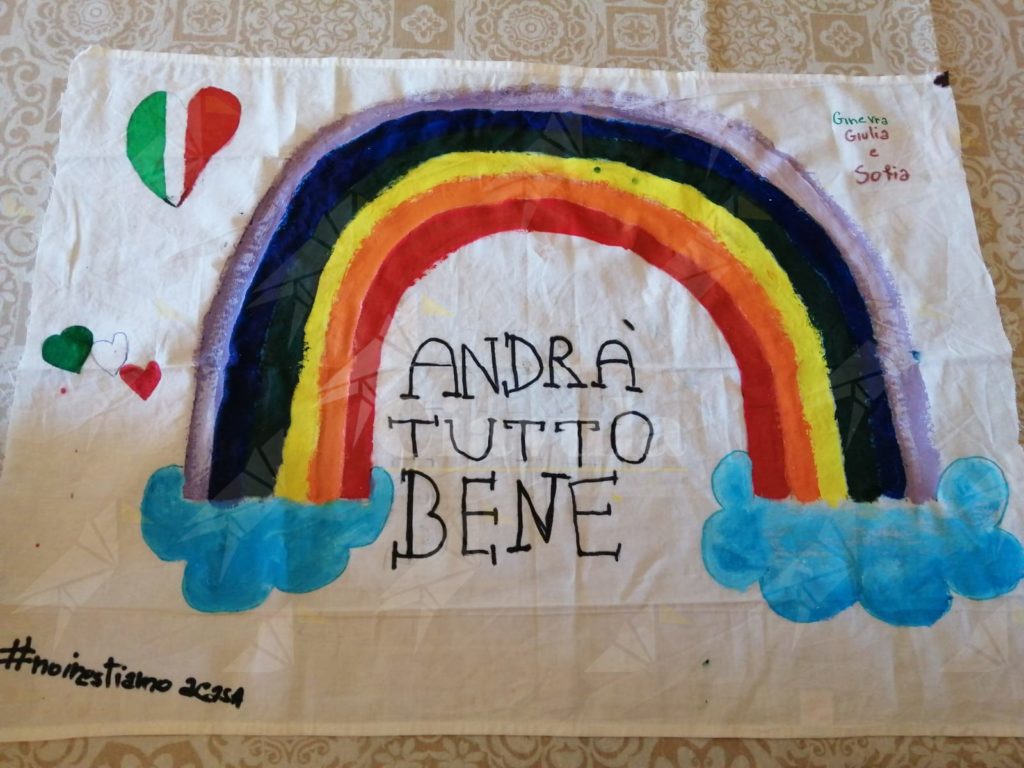 Ginevra
Giulia
e
Sofia
ANDRÀ
TUTTO
BENE
#noirestiamo acasa